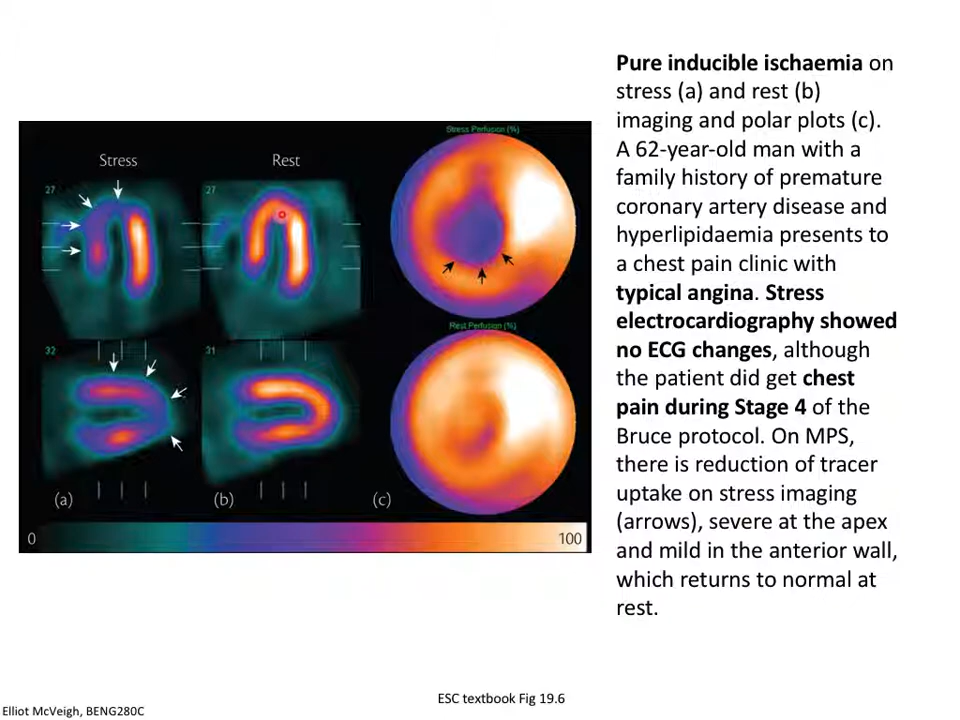 Pure inducible ischaemia on
stress (a) and rest (b)
imaging and polar plots (c).
A 62-year-old man with a
family history of premature
coronary artery disease and
hyperlipidaemia presents to
a chest pain clinic with
typical angina. Stress
electrocardiography showed
no ECG changes, although
the patient did get chest
pain during Stage 4 of the
Bruce protocol. On MPS,
there is reduction of tracer
uptake on stress imaging
(arrows), severe at the apex
and mild in the anterior wall,
which returns to normal at
rest.
Stress Perfusion (%)
Stress
Rest
27
27
Rest Perfusion (%)
32
31
(a)
(b)
(c)
0
100
ESC textbook Fig 19.6
Elliot McVeigh, BENG280C